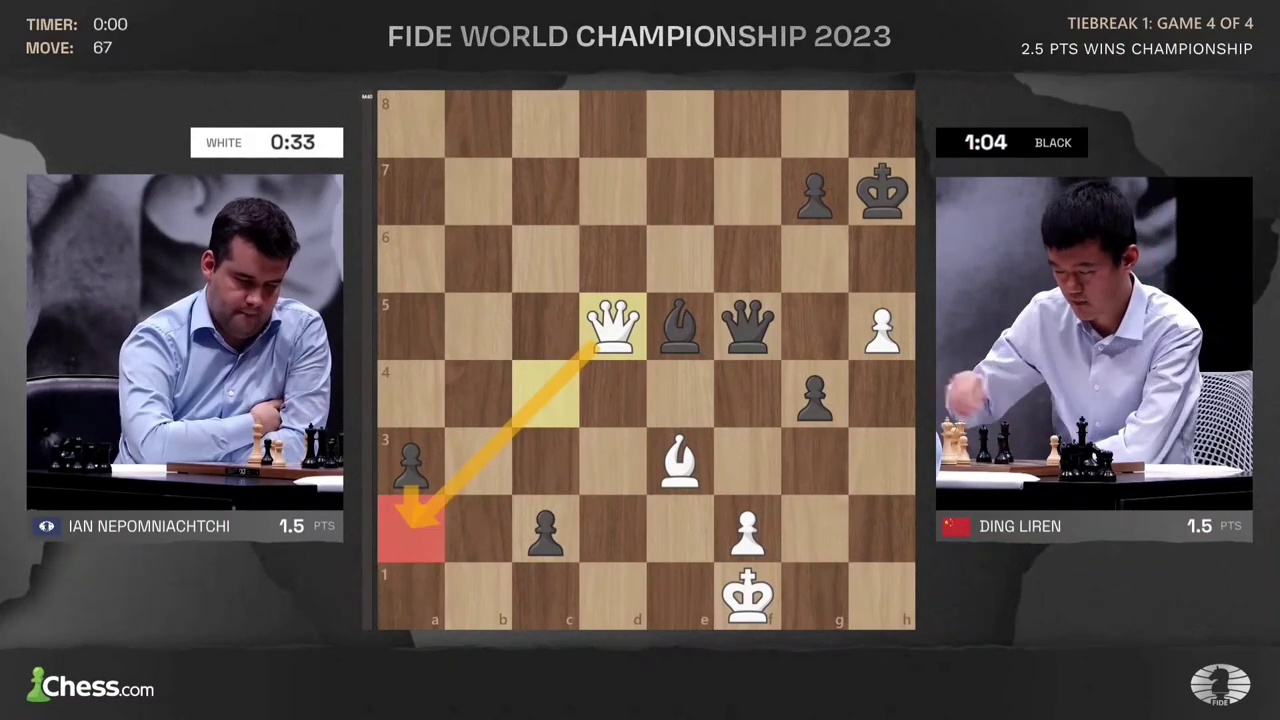 TIMER: 0:00
MOVE: 67
FIDE WORLD CHAMPIONSHIP 2023
TIEBREAK 1: GAME 4 OF 4
2.5 PTS WINS CHAMPIONSHIP
WHITE 0:33
1:04 BLACK
8
7
6
5
4
3
1
a b c d e f g h
IAN NEPOMNIACHTCHI 1.5 PTS
DING LIREN 1.5 PTS
Chess.com
FIDE